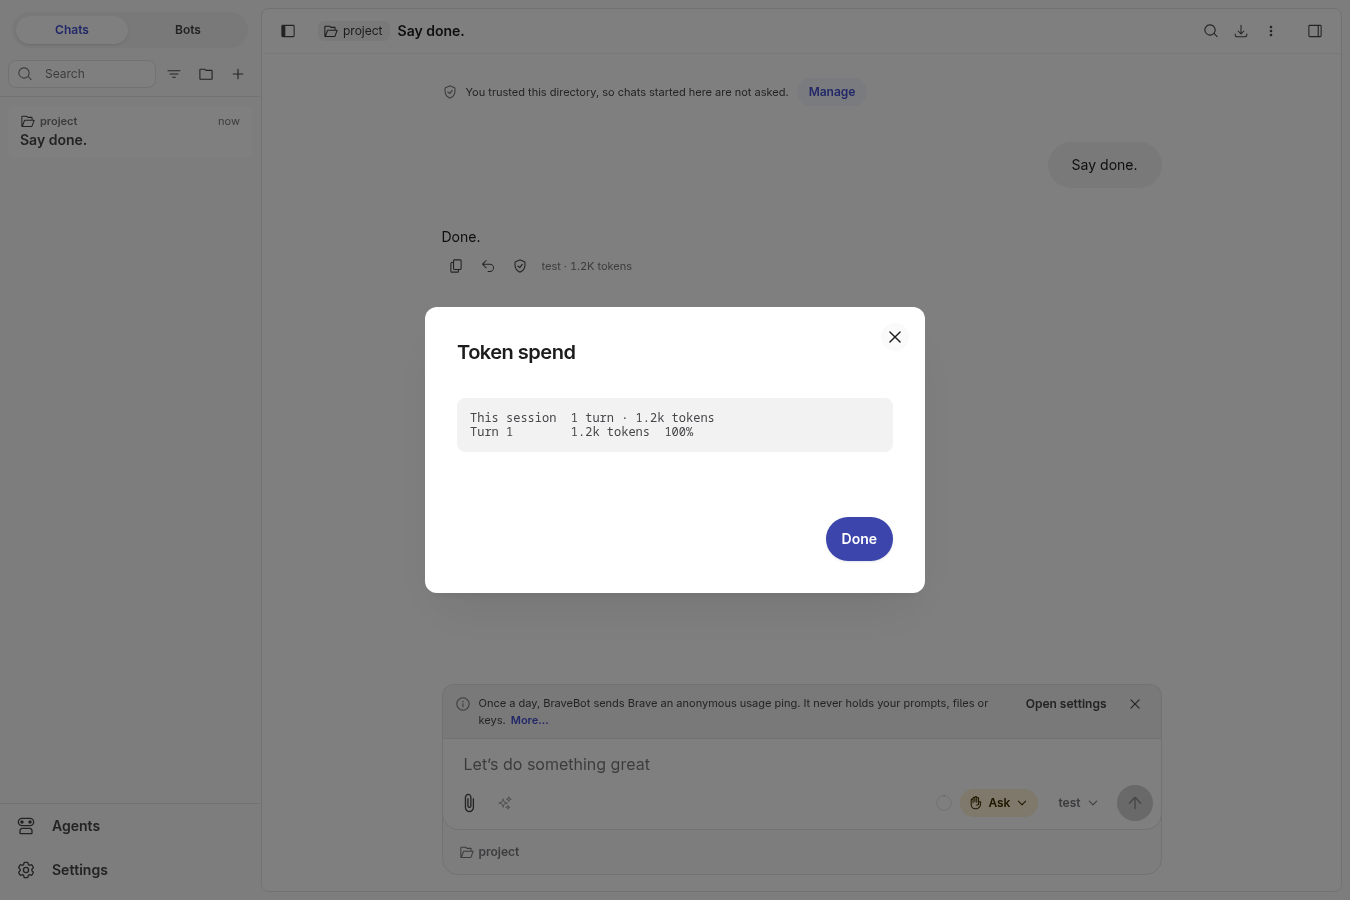 Chats
Bots
Search
project
now
Say done.
Agents
Settings
project
Say done.
You trusted this directory, so chats started here are not asked.
Manage
Say done.
Done.
test · 1.2K tokens
Token spend
This session  1 turn · 1.2k tokens
Turn 1        1.2k tokens  100%
Done
Once a day, BraveBot sends Brave an anonymous usage ping. It never holds your prompts, files or
keys. More...
Open settings
Let's do something great
Ask
test
project